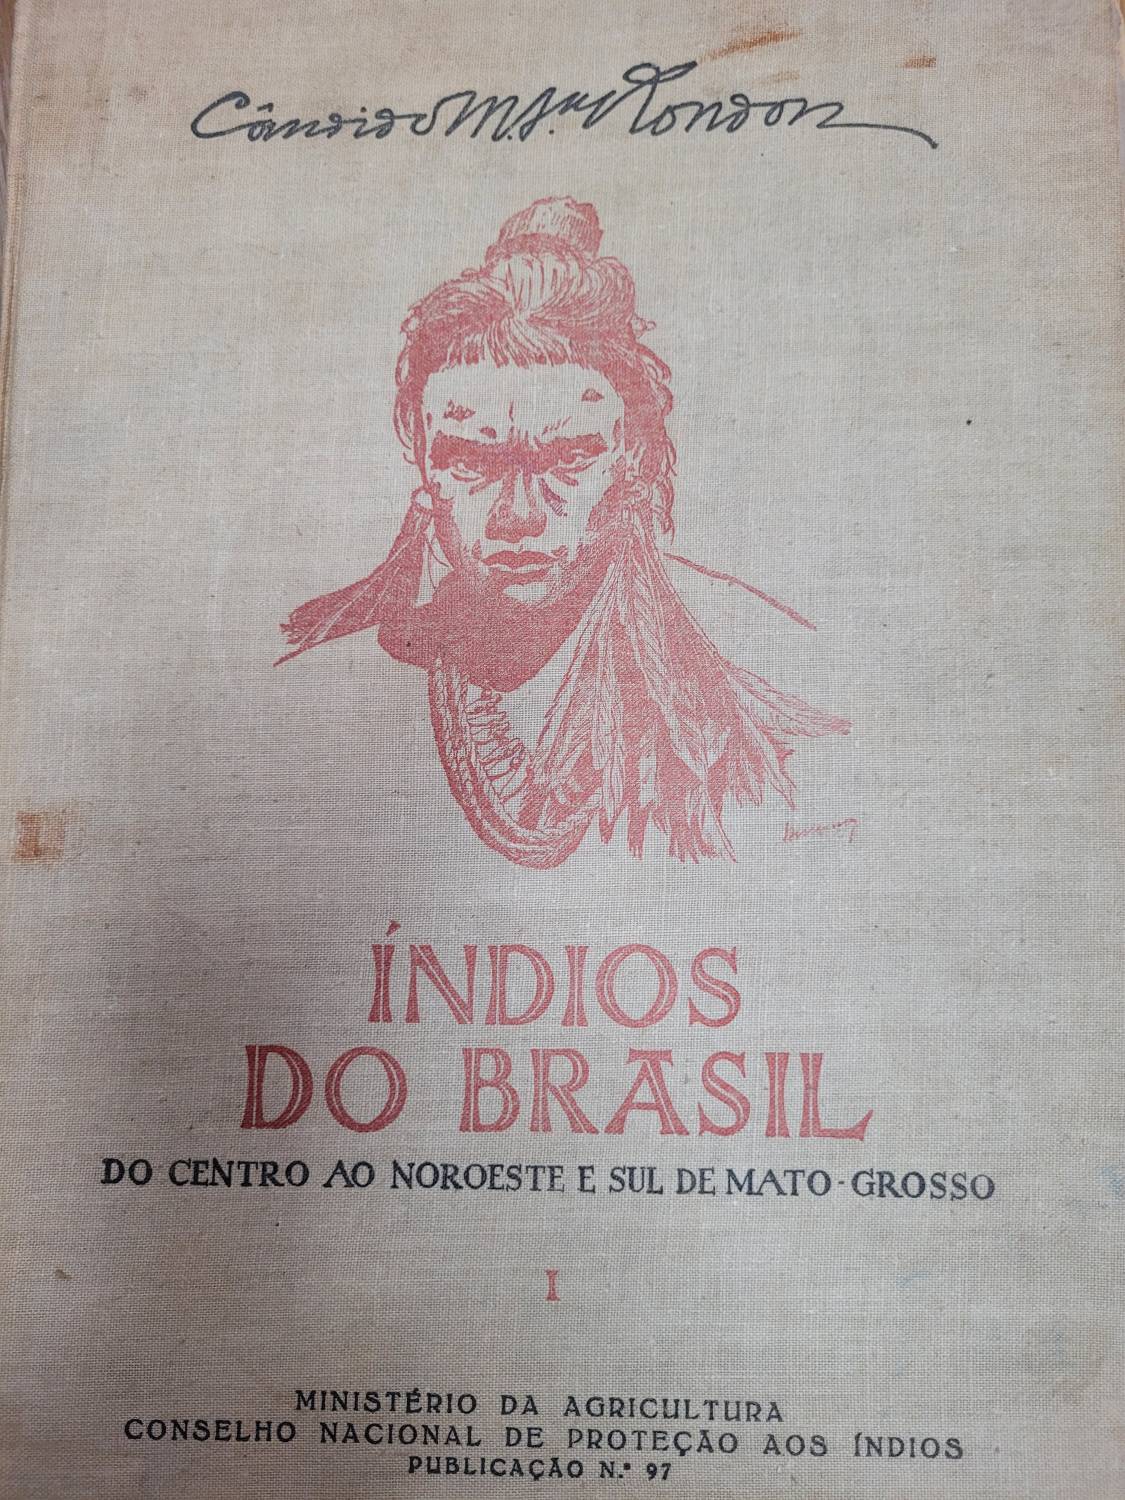 Cândido M. S. Rondon
ÍNDIOS
DO BRASIL
DO CENTRO AO NOROESTE E SUL DE MATO-GROSSO
I
MINISTÉRIO DA AGRICULTURA
CONSELHO NACIONAL DE PROTEÇÃO AOS ÍNDIOS
PUBLICAÇÃO N.º 97